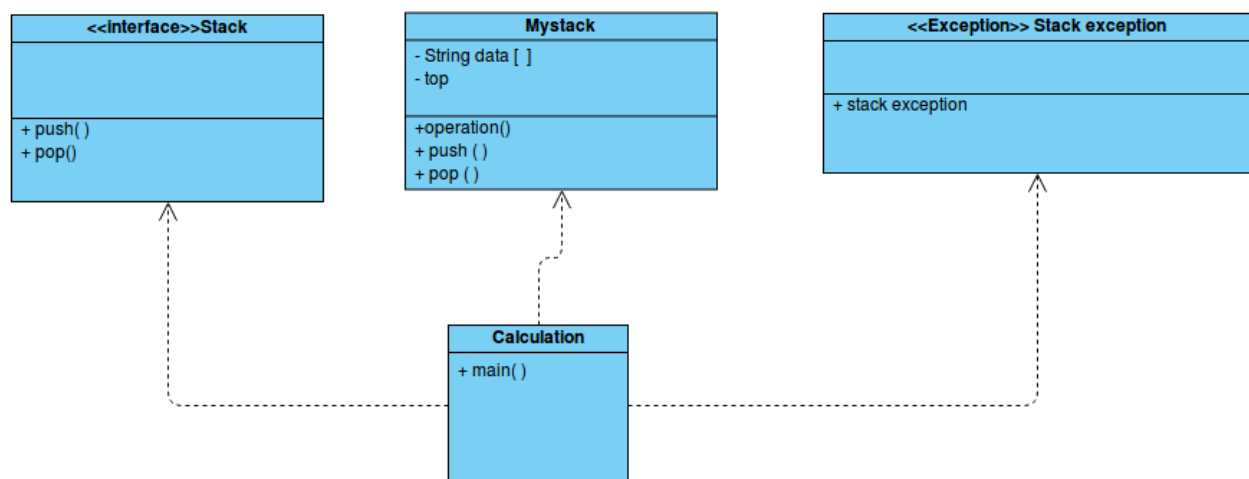 <<interface>>Stack
+ push( )
+ pop()
Mystack
- String data [ ]
- top
+operation()
+ push ( )
+ pop ( )
<<Exception>> Stack exception
+ stack exception
Calculation
+ main( )